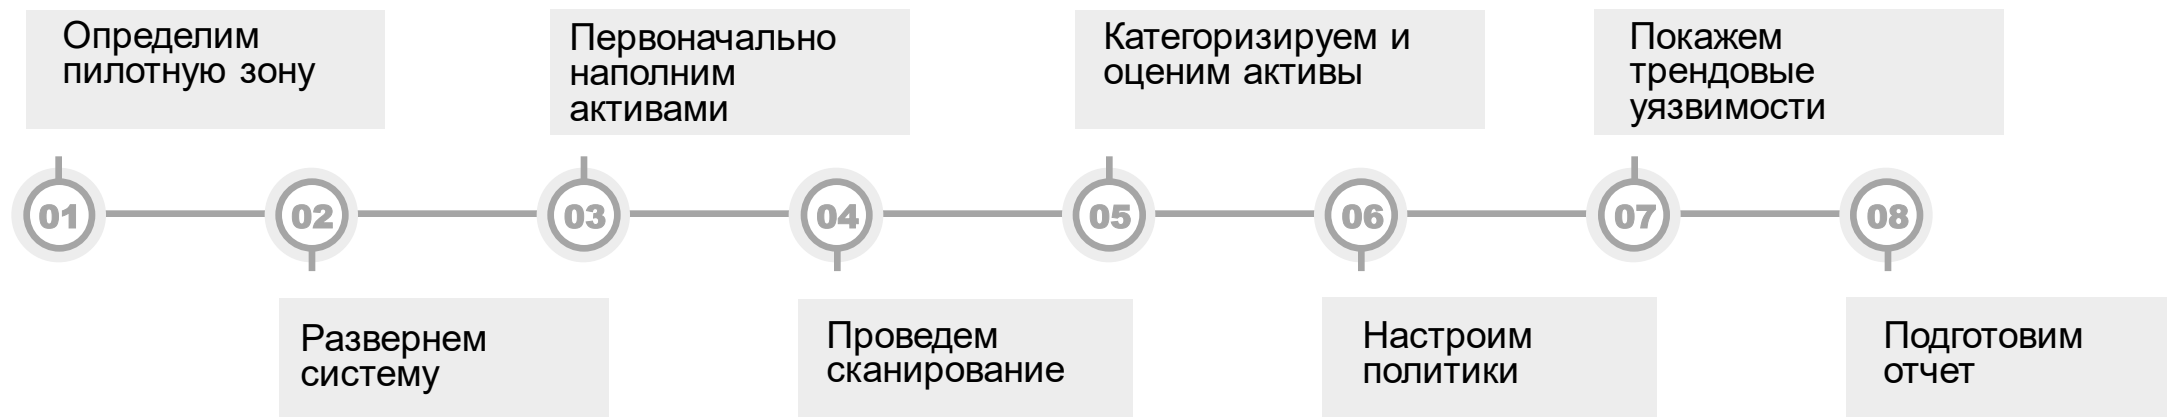 Определим
пилотную зону
Первоначально
наполним
активами
Категоризируем и
оценим активы
Покажем
трендовые
уязвимости
01
02
03
04
05
06
07
08
Развернем
систему
Проведем
сканирование
Настроим
политики
Подготовим
отчет